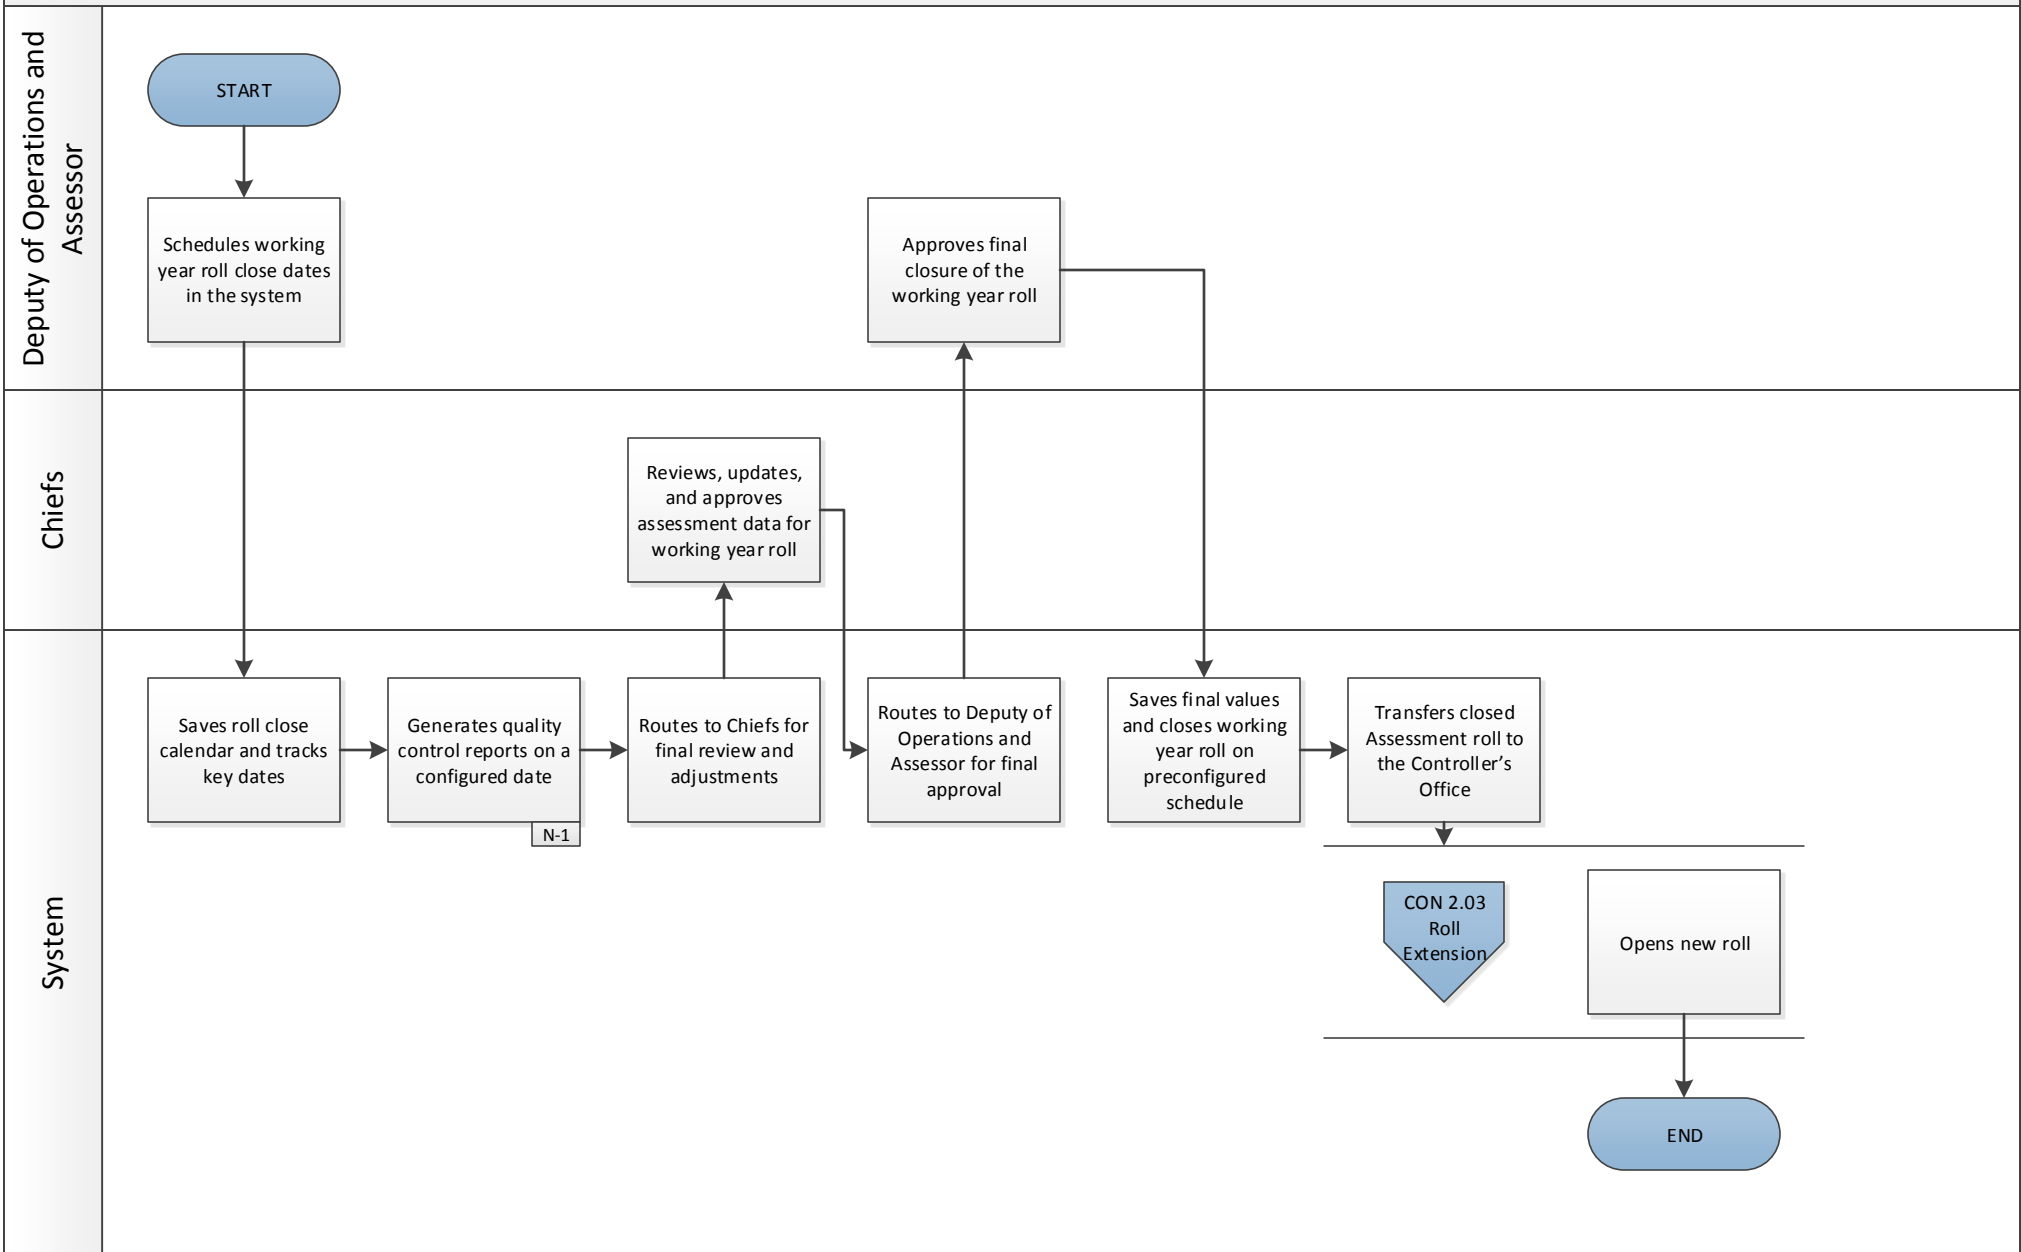 Deputy of Operations and
Assessor
START
Schedules working
year roll close dates
in the system
Approves final
closure of the
working year roll
Chiefs
Reviews, updates,
and approves
assessment data for
working year roll
System
Saves roll close
calendar and tracks
key dates
Generates quality
control reports on a
configured date
N-1
Routes to Chiefs for
final review and
adjustments
Routes to Deputy of
Operations and
Assessor for final
approval
Saves final values
and closes working
year roll on
preconfigured
schedule
Transfers closed
Assessment roll to
the Controller’s
Office
CON 2.03
Roll
Extension
Opens new roll
END